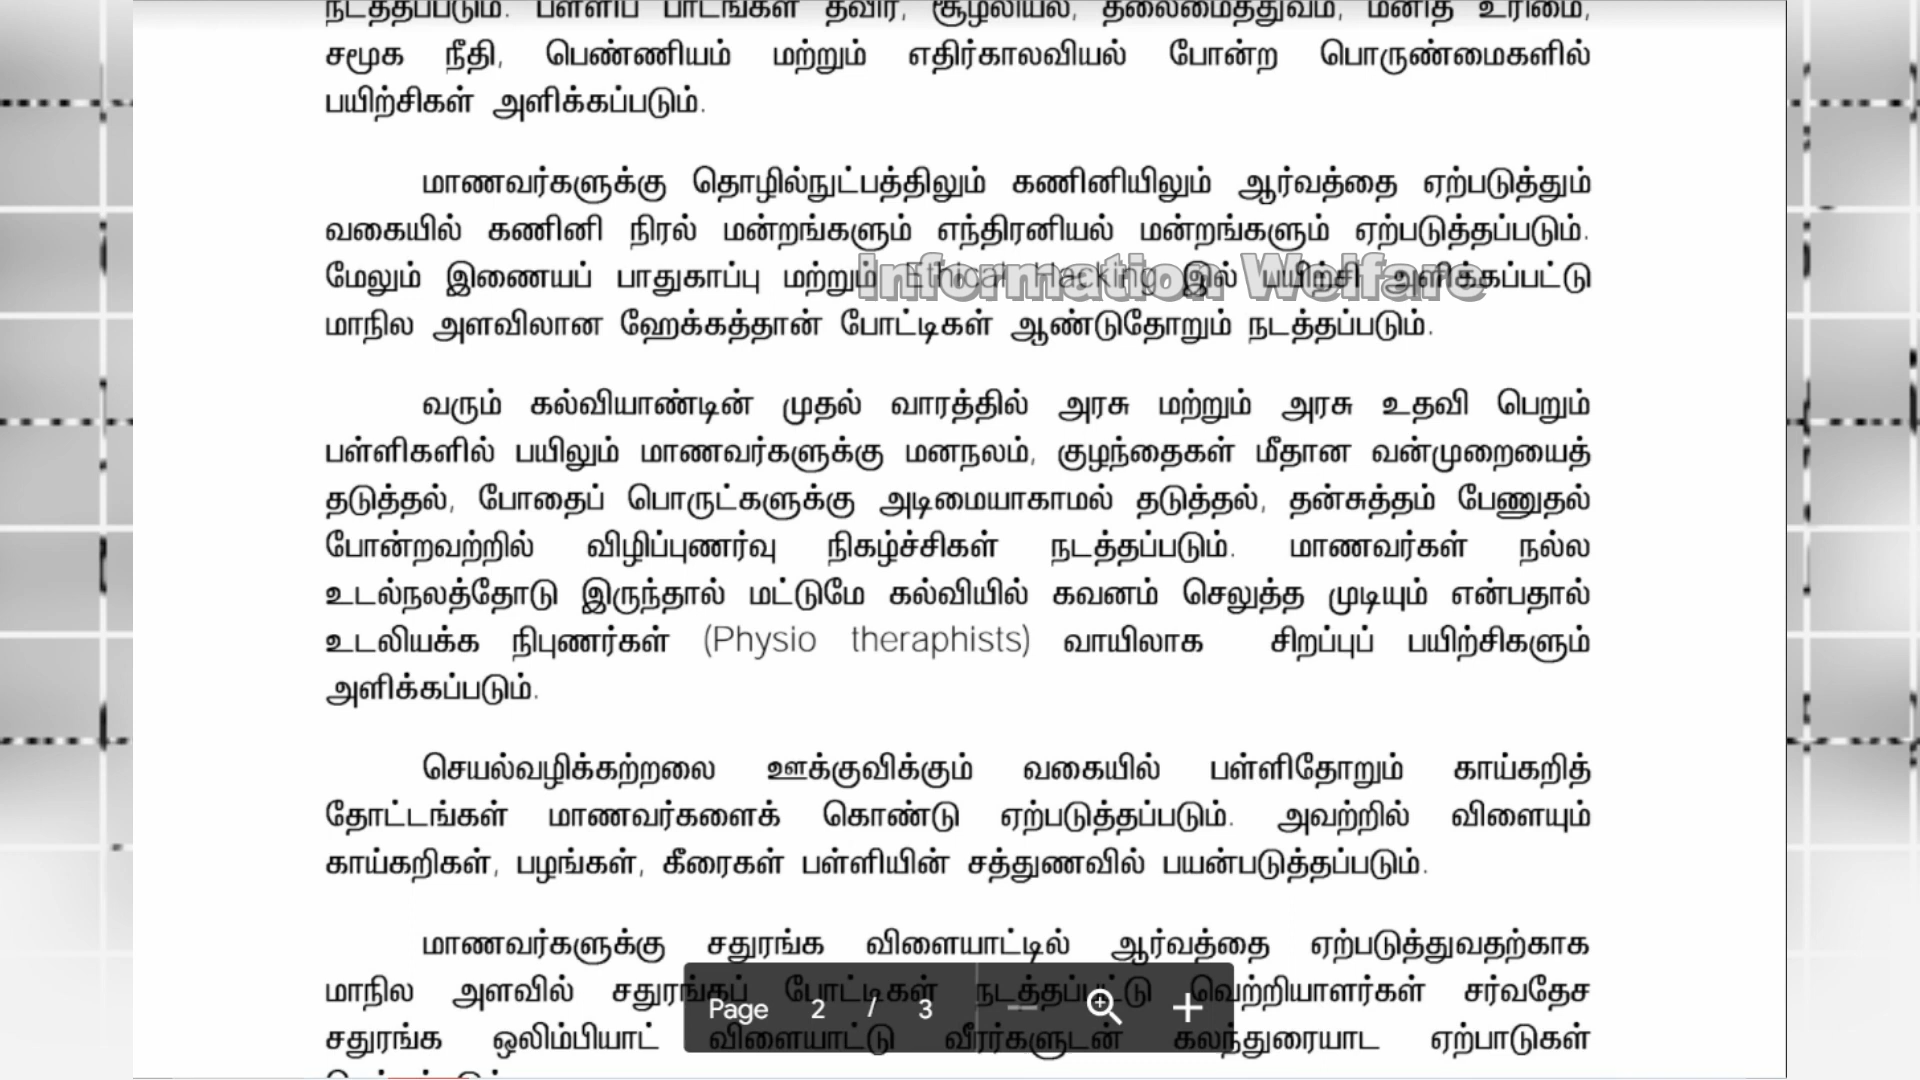 நடத்தப்படும். பள்ளிப் பாடங்கள் தவிர, சூழலியல், தலைமைத்துவம், மனித உரிமை,
சமூக நீதி, பெண்ணியம் மற்றும் எதிர்காலவியல் போன்ற பொருண்மைகளில்
பயிற்சிகள் அளிக்கப்படும்.
மாணவர்களுக்கு தொழில்நுட்பத்திலும் கணினியிலும் ஆர்வத்தை ஏற்படுத்தும்
வகையில் கணினி நிரல் மன்றங்களும் எந்திரனியல் மன்றங்களும் ஏற்படுத்தப்படும்.
மேலும் இணையப் பாதுகாப்பு மற்றும் Ethical Hacking இல் பயிற்சி அளிக்கப்பட்டு
Information Welfare
மாநில அளவிலான ஹேக்கத்தான் போட்டிகள் ஆண்டுதோறும் நடத்தப்படும்.
வரும் கல்வியாண்டின் முதல் வாரத்தில் அரசு மற்றும் அரசு உதவி பெறும்
பள்ளிகளில் பயிலும் மாணவர்களுக்கு மனநலம், குழந்தைகள் மீதான வன்முறையைத்
தடுத்தல், போதைப் பொருட்களுக்கு அடிமையாகாமல் தடுத்தல், தன்சுத்தம் பேணுதல்
போன்றவற்றில் விழிப்புணர்வு நிகழ்ச்சிகள் நடத்தப்படும். மாணவர்கள் நல்ல
உடல்நலத்தோடு இருந்தால் மட்டுமே கல்வியில் கவனம் செலுத்த முடியும் என்பதால்
உடலியக்க நிபுணர்கள் (Physio theraphists) வாயிலாக சிறப்புப் பயிற்சிகளும்
அளிக்கப்படும்.
செயல்வழிக்கற்றலை ஊக்குவிக்கும் வகையில் பள்ளிதோறும் காய்கறித்
தோட்டங்கள் மாணவர்களைக் கொண்டு ஏற்படுத்தப்படும். அவற்றில் விளையும்
காய்கறிகள், பழங்கள், கீரைகள் பள்ளியின் சத்துணவில் பயன்படுத்தப்படும்.
மாணவர்களுக்கு சதுரங்க விளையாட்டில் ஆர்வத்தை ஏற்படுத்துவதற்காக
மாநில அளவில் சதுரங்கப் போட்டிகள் நடத்தப்பட்டு வெற்றியாளர்கள் சர்வதேச
Page 2 / 3
சதுரங்க ஒலிம்பியாட் விளையாட்டு வீரர்களுடன் கலந்துரையாட ஏற்பாடுகள்